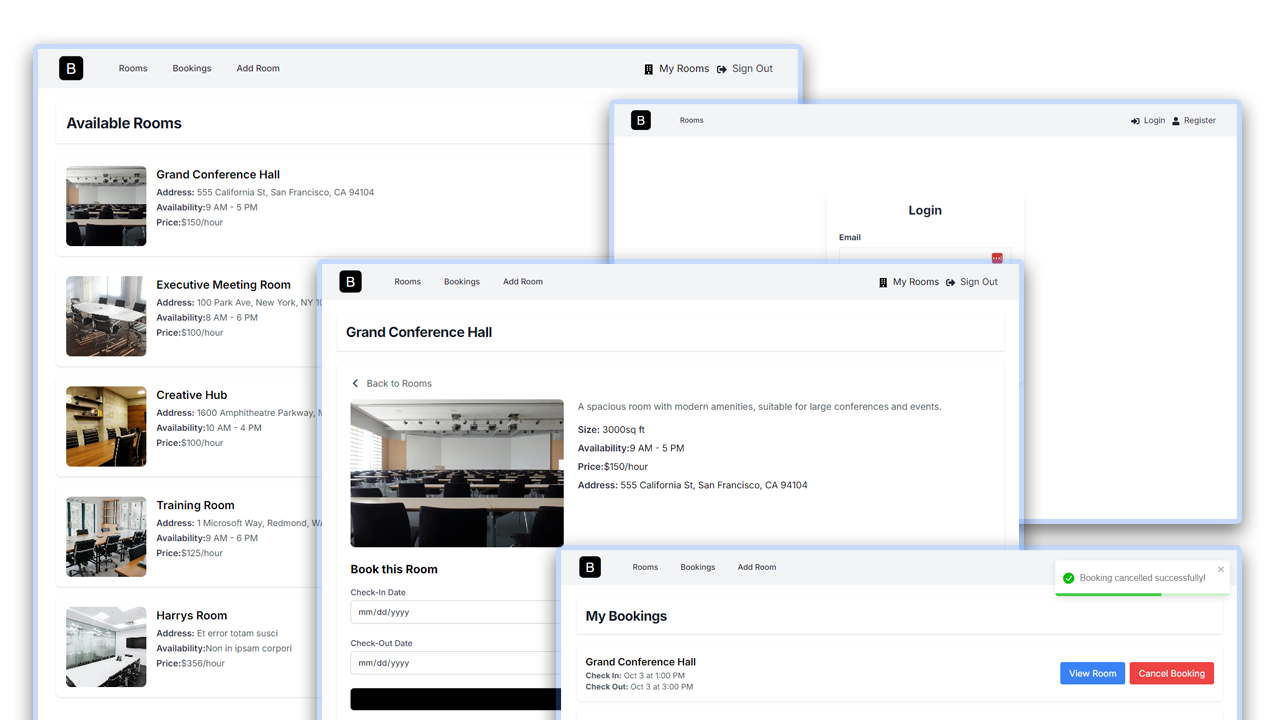 B
Rooms
Bookings
Add Room
My Rooms
Sign Out
Available Rooms
Grand Conference Hall
Address: 555 California St, San Francisco, CA 94104
Availability:9 AM - 5 PM
Price:$150/hour
Executive Meeting Room
Address: 100 Park Ave, New York, NY
Availability:8 AM - 6 PM
Price:$100/hour
Creative Hub
Address: 1600 Amphitheatre Parkway,
Availability:10 AM - 4 PM
Price:$100/hour
Training Room
Address: 1 Microsoft Way, Redmond,
Availability:9 AM - 6 PM
Price:$125/hour
Harrys Room
Address: Et error totam susci
Availability:Non in ipsam corpori
Price:$356/hour
B
Rooms
Login
Register
Login
Email
B
Rooms
Bookings
Add Room
My Rooms
Sign Out
Grand Conference Hall
Back to Rooms
A spacious room with modern amenities, suitable for large conferences and events.
Size: 3000sq ft
Availability:9 AM - 5 PM
Price:$150/hour
Address: 555 California St, San Francisco, CA 94104
Book this Room
Check-In Date
mm/dd/yyyy
Check-Out Date
mm/dd/yyyy
B
Rooms
Bookings
Add Room
Booking cancelled successfully!
My Bookings
Grand Conference Hall
Check In: Oct 3 at 1:00 PM
Check Out: Oct 3 at 3:00 PM
View Room
Cancel Booking